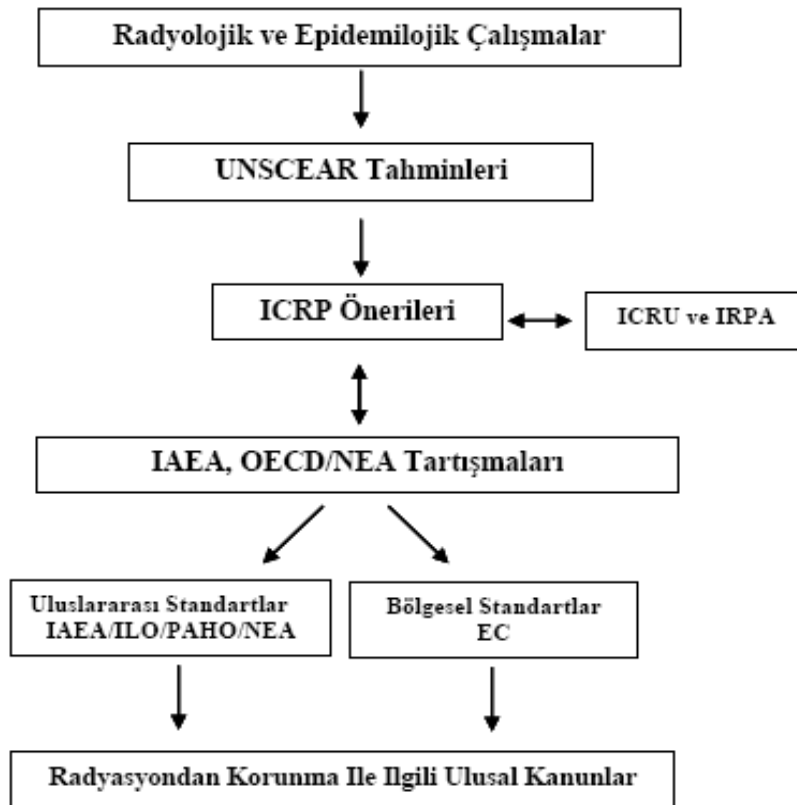 Radyolojik ve Epidemilojik Çalışmalar
UNSCEAR Tahminleri
ICRP Önerileri
ICRU ve IRPA
IAEA, OECD/NEA Tartışmaları
Uluslararası Standartlar
IAEA/ILO/PAHO/NEA
Bölgesel Standartlar
EC
Radyasyondan Korunma Ile Ilgili Ulusal Kanunlar